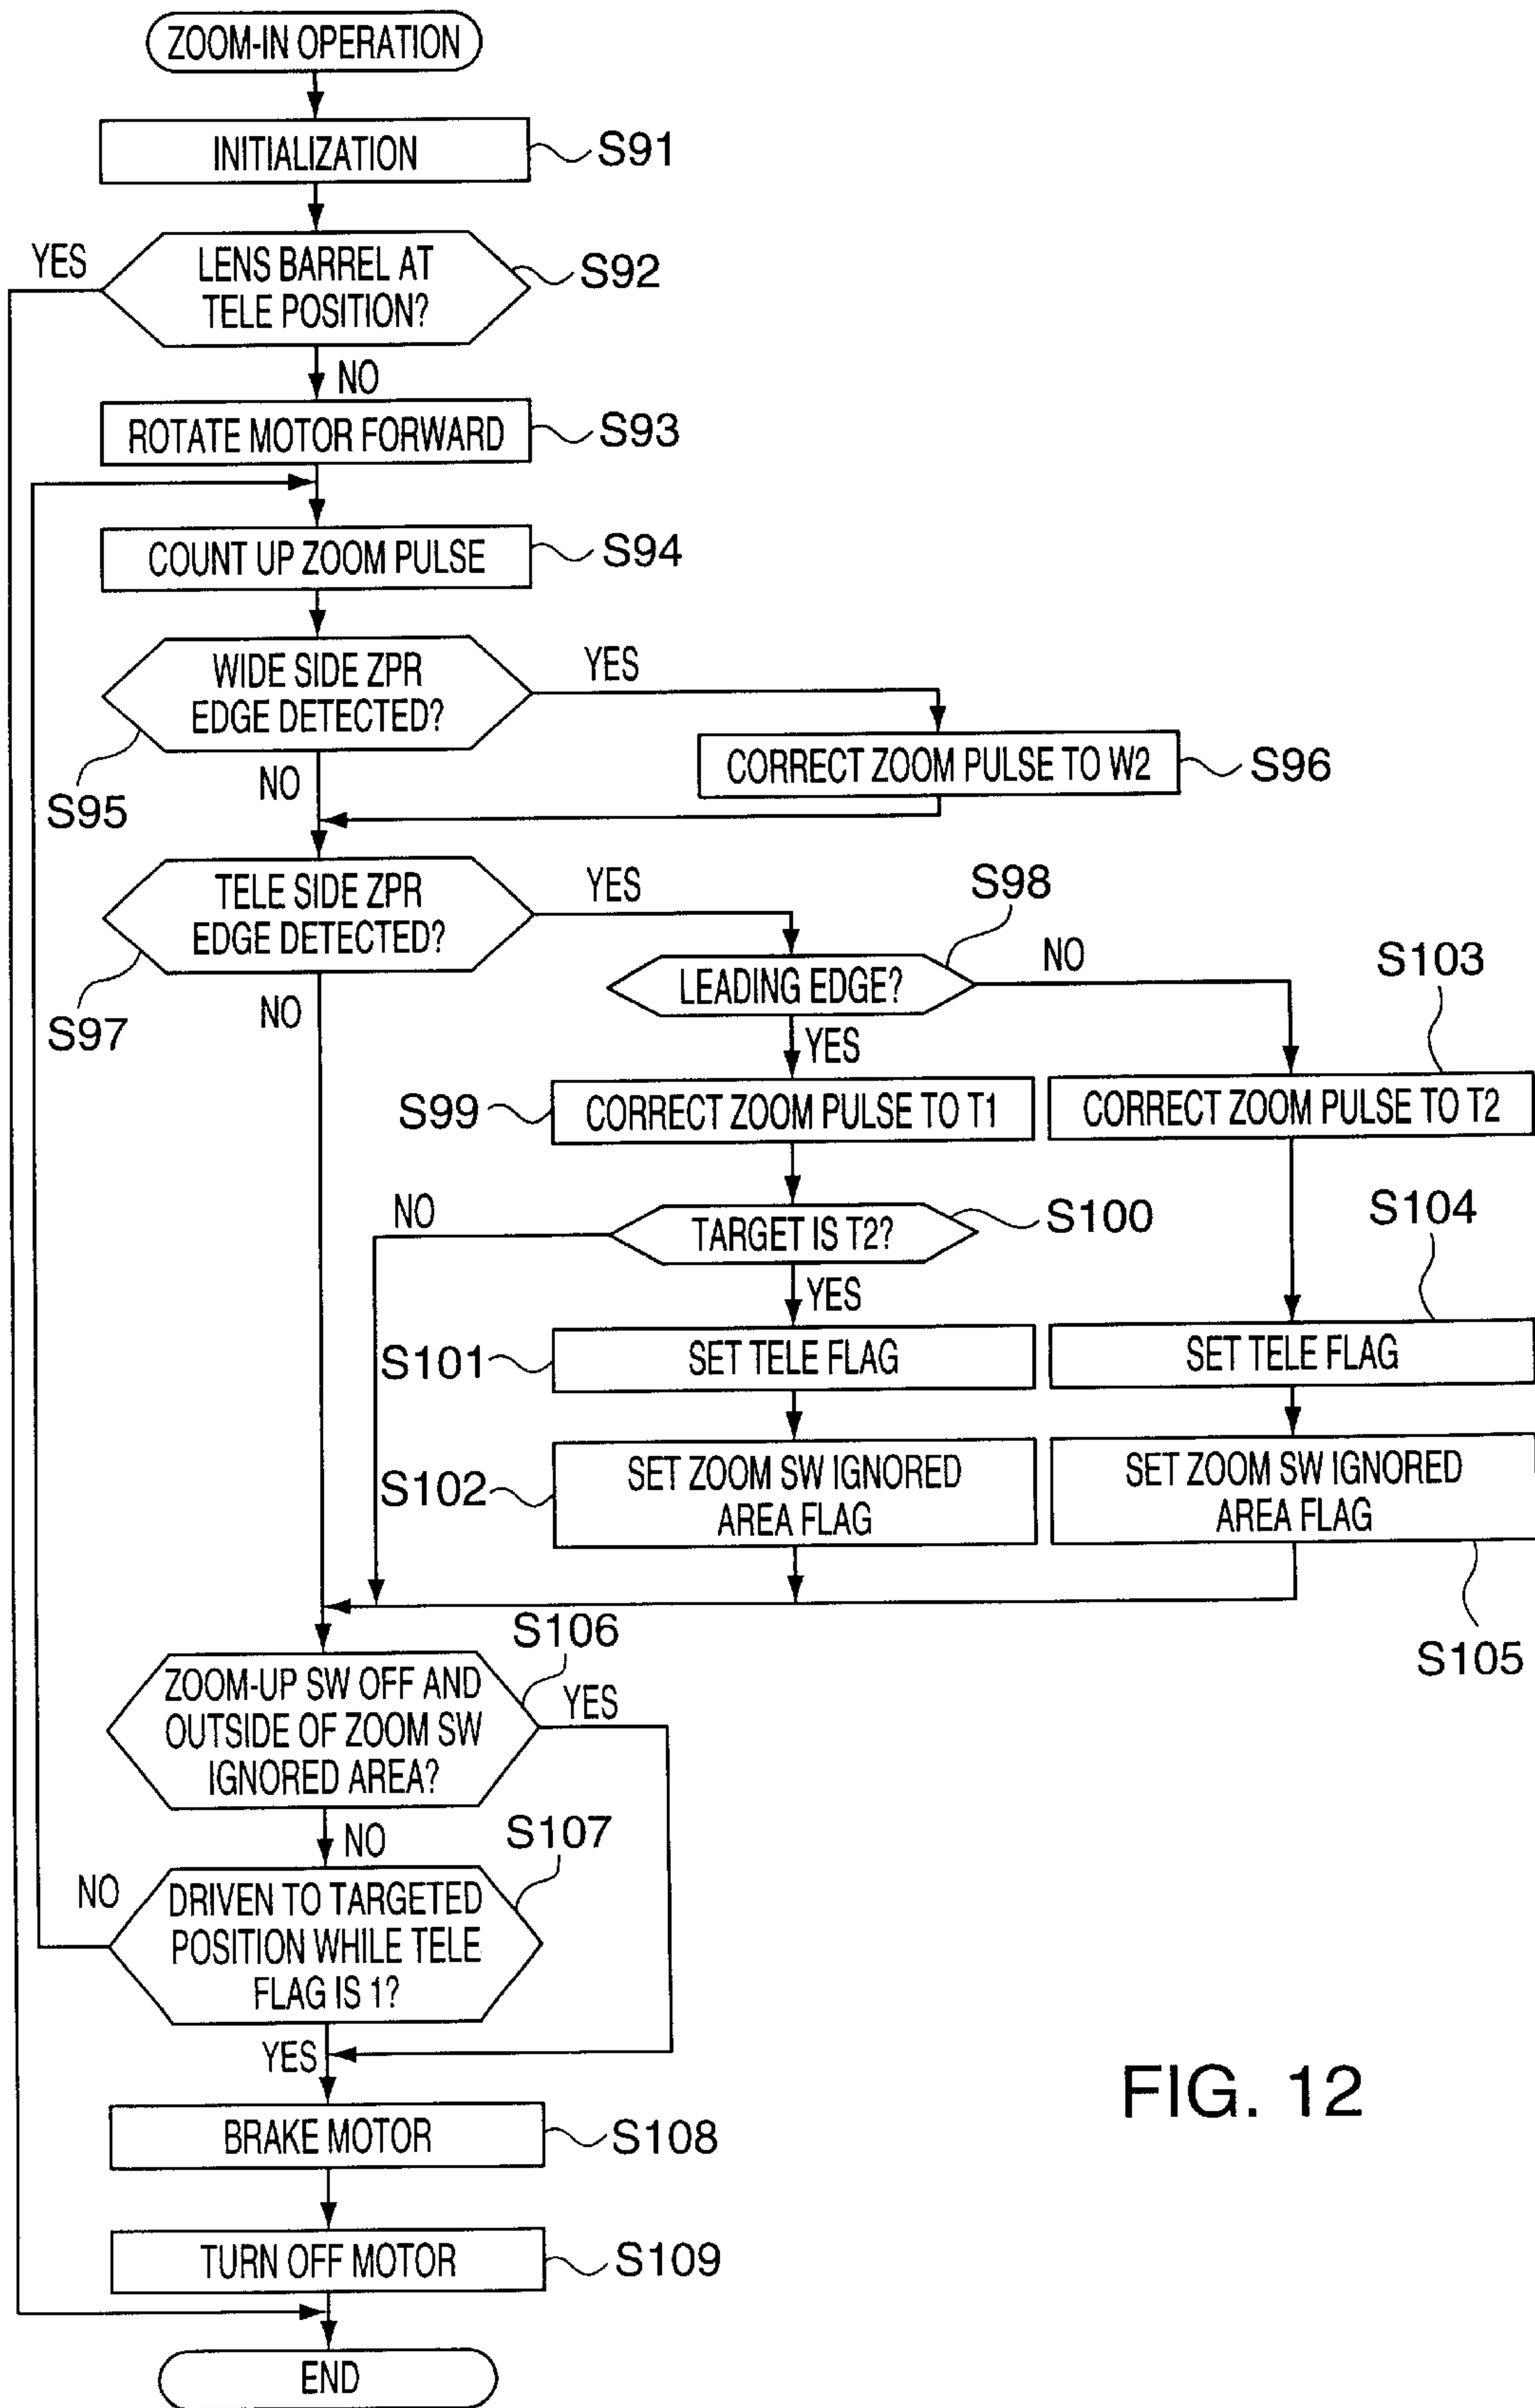 ZOOM-IN OPERATION
INITIALIZATION
S91
YES
LENS BARREL AT
TELE POSITION?
S92
NO
ROTATE MOTOR FORWARD
S93
COUNT UP ZOOM PULSE
S94
WIDE SIDE ZPR
EDGE DETECTED?
YES
S95
NO
CORRECT ZOOM PULSE TO W2
S96
TELE SIDE ZPR
EDGE DETECTED?
YES
S97
NO
S98
LEADING EDGE?
NO
YES
S103
S99
CORRECT ZOOM PULSE TO T1
CORRECT ZOOM PULSE TO T2
NO
TARGET IS T2?
S100
YES
S104
S101
SET TELE FLAG
SET TELE FLAG
S102
SET ZOOM SW IGNORED
AREA FLAG
SET ZOOM SW IGNORED
AREA FLAG
S105
S106
ZOOM-UP SW OFF AND
OUTSIDE OF ZOOM SW
IGNORED AREA?
YES
NO
S107
NO
DRIVEN TO TARGETED
POSITION WHILE TELE
FLAG IS 1?
YES
BRAKE MOTOR
S108
TURN OFF MOTOR
S109
END
FIG. 12